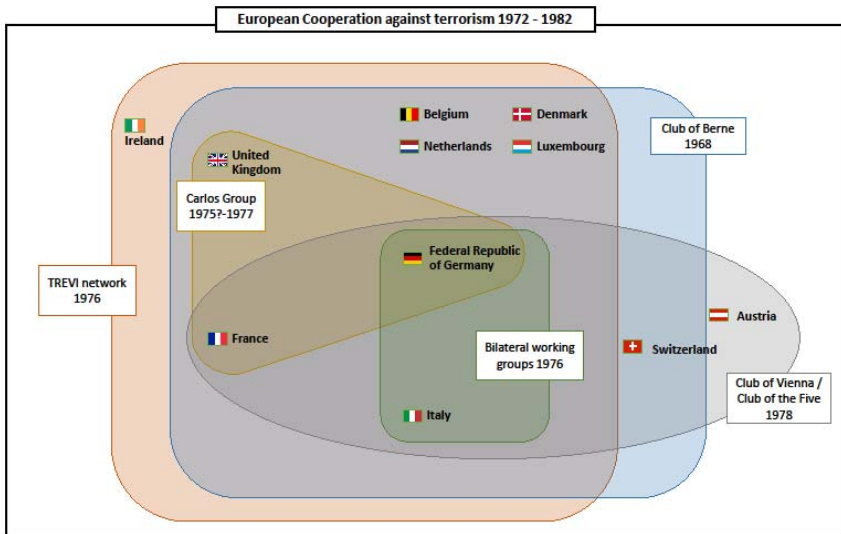 European Cooperation against terrorism 1972 - 1982
Belgium
Denmark
Ireland
Netherlands
Luxembourg
Club of Berne
1968
United
Kingdom
Carlos Group
1975?-1977
Federal Republic
of Germany
TREVI network
1976
France
Austria
Bilateral working
groups 1976
Switzerland
Club of Vienna /
Club of the Five
1978
Italy